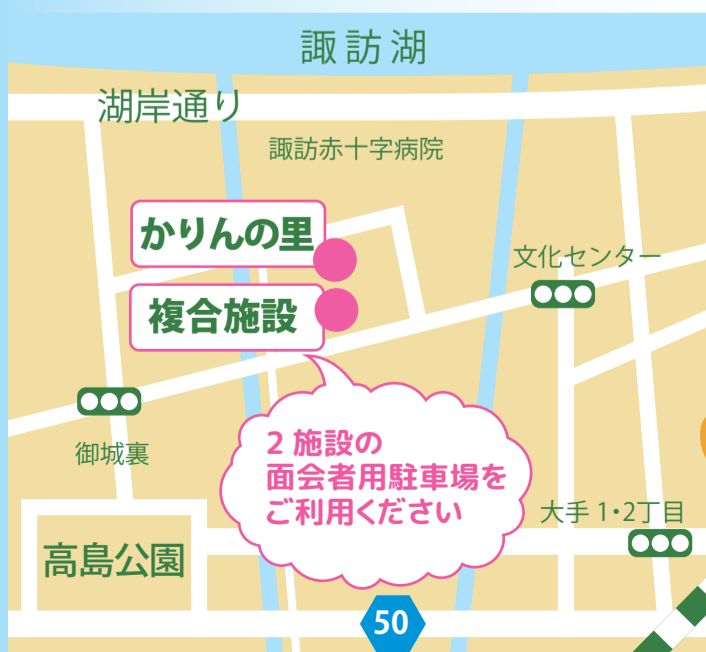 諏訪湖
湖岸通り
諏訪赤十字病院
かりんの里
文化センター
複合施設
御城裏
2 施設の
面会者用駐車場を
ご利用ください
大手 1・2丁目
高島公園
50